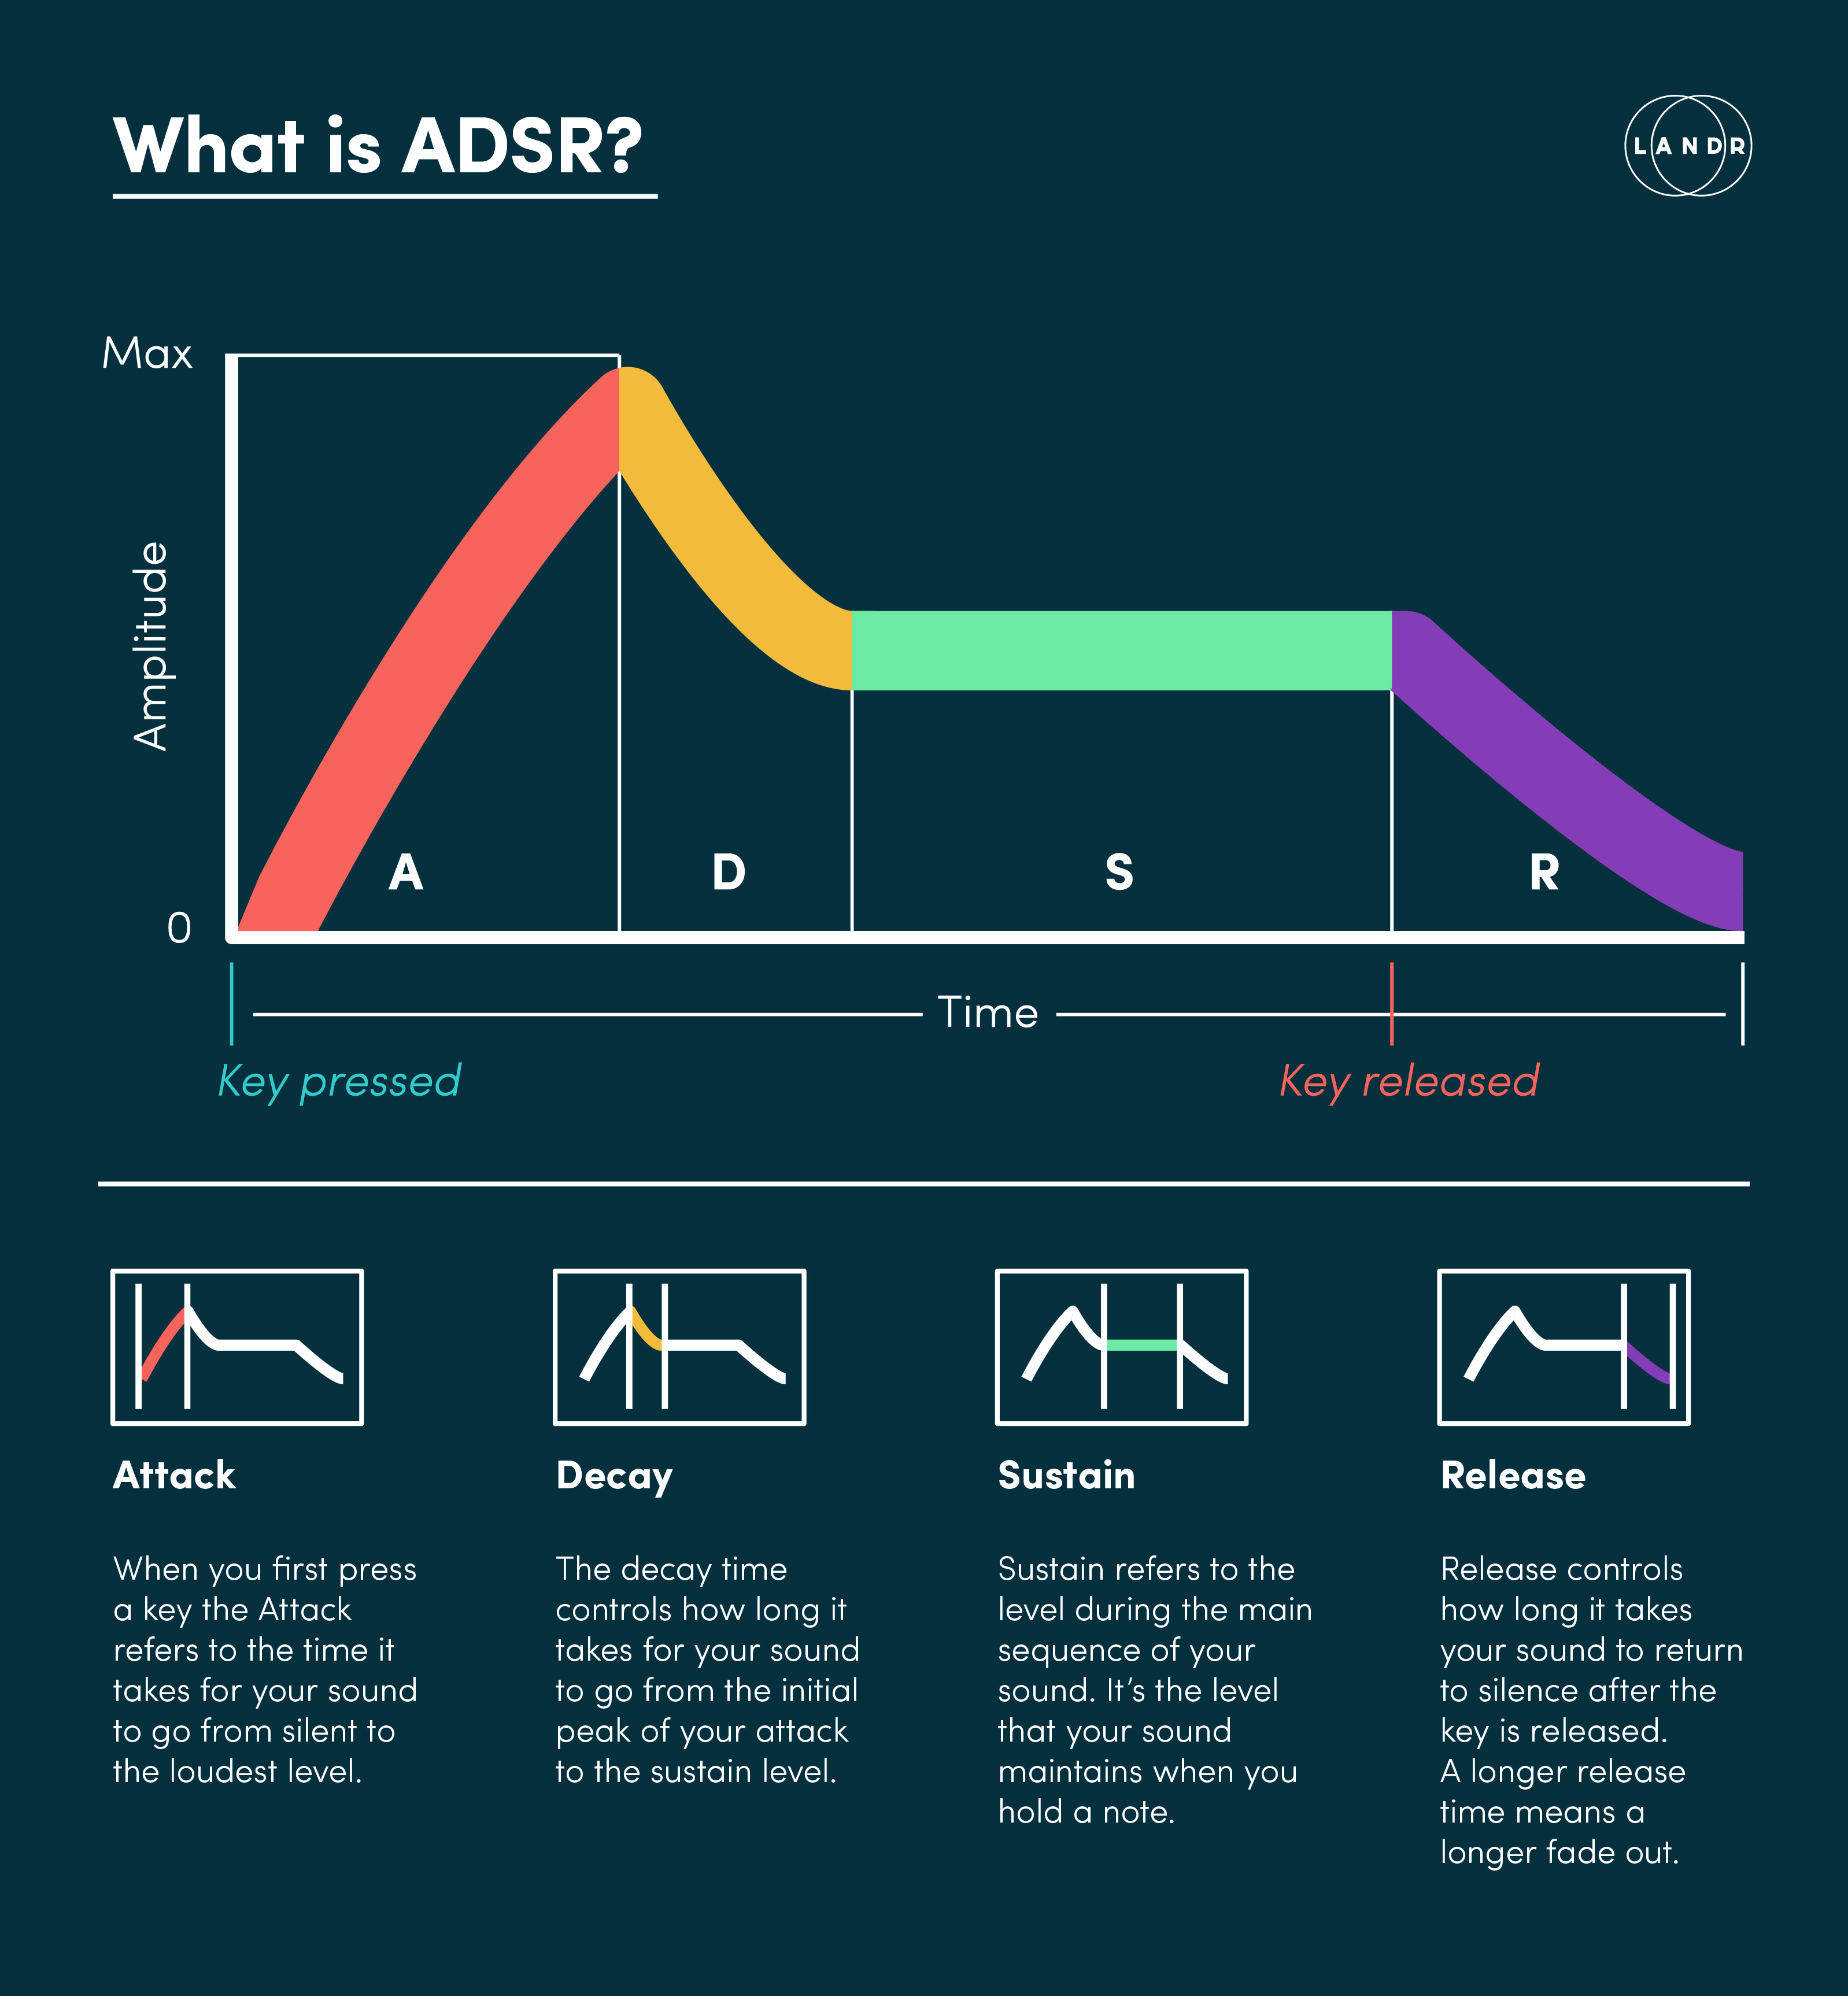 What is ADSR?
LANDR
Max
Amplitude
A
D
S
R
0
Time
Key pressed
Key released
Attack
When you first press
a key the Attack
refers to the time it
takes for your sound
to go from silent to
the loudest level.
Decay
The decay time
controls how long it
takes for your sound
to go from the initial
peak of your attack
to the sustain level.
Sustain
Sustain refers to the
level during the main
sequence of your
sound. It’s the level
that your sound
maintains when you
hold a note.
Release
Release controls
how long it takes
your sound to return
to silence after the
key is released.
A longer release
time means a
longer fade out.